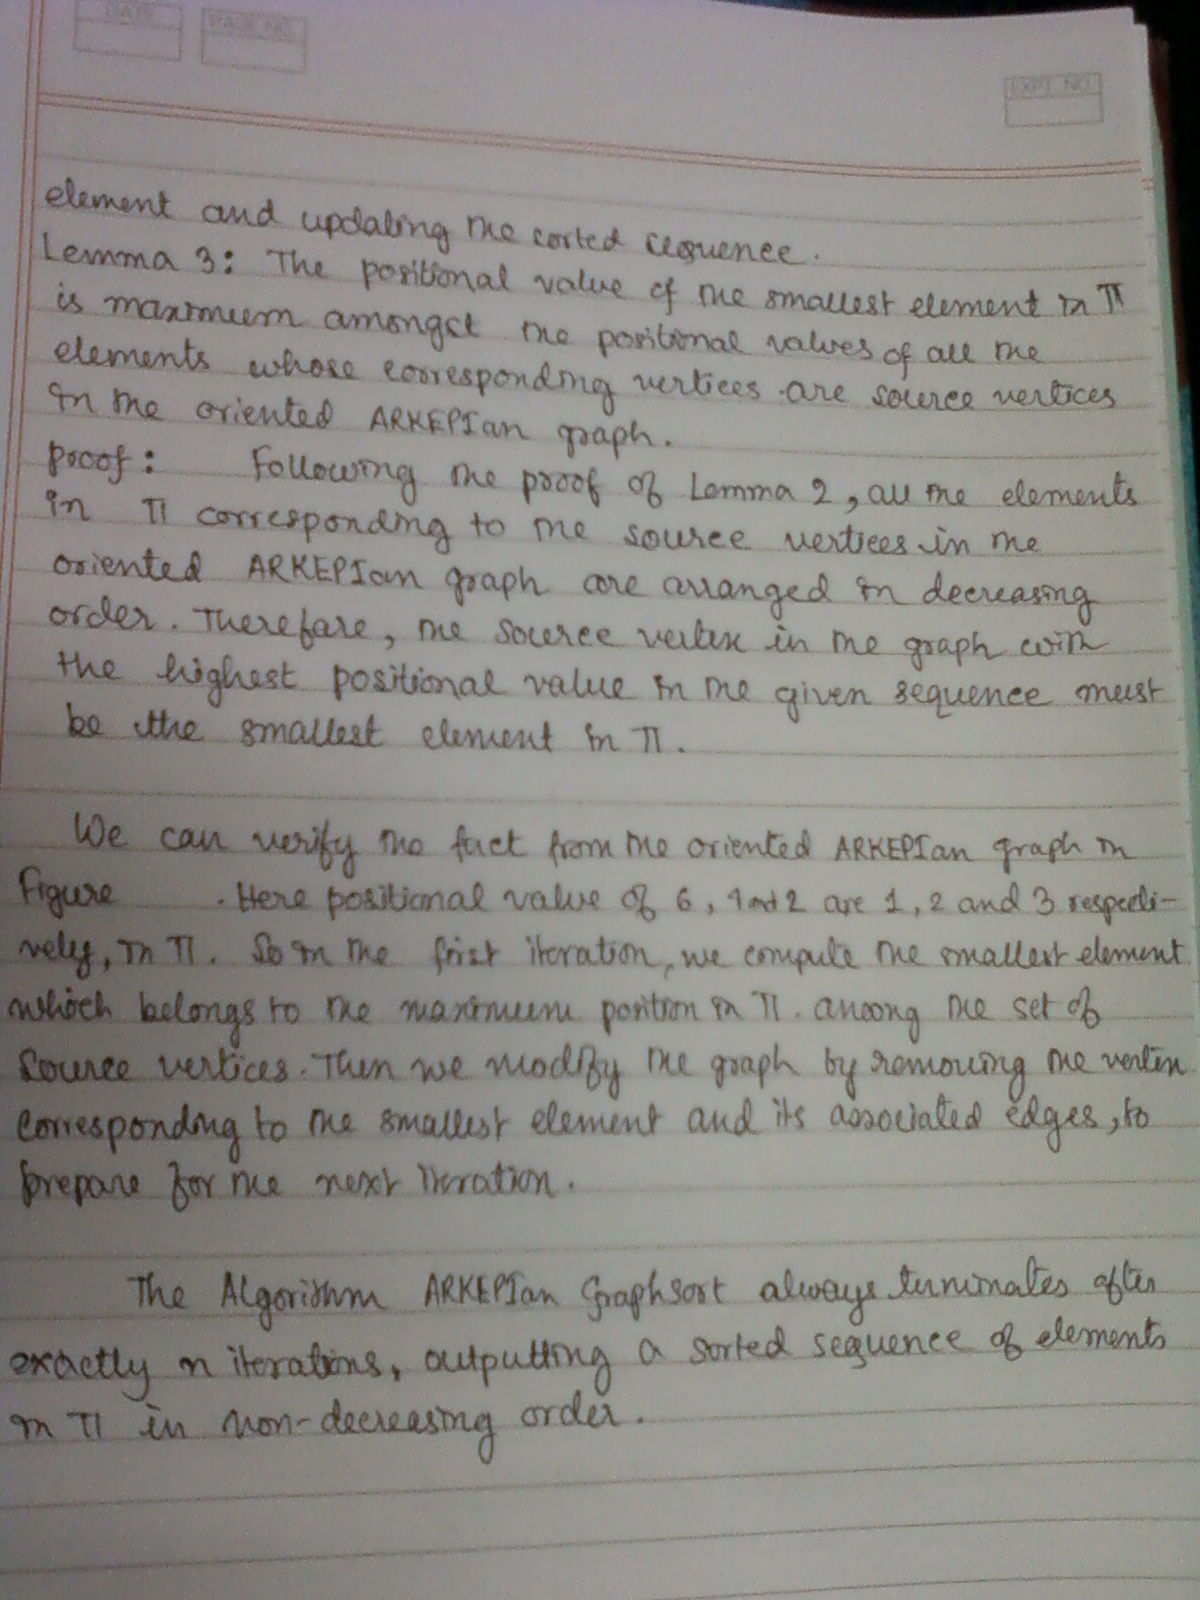 DATE
PAGE NO.
EXPT. NO.
element and updating the sorted sequence.
Lemma 3: The positional value of the smallest element in Π
is maximum amongst the positional values of all the
elements whose corresponding vertices are source vertices
in the oriented ARKEPIan graph.
proof: Following the proof of Lemma 2, all the elements
in Π corresponding to the source vertices in the
oriented ARKEPIan graph are arranged in decreasing
order. Therefore, the source vertex in the graph with
the highest positional value in the given sequence must
be the smallest element in Π.
We can verify the fact from the oriented ARKEPIan graph in
Figure . Here positional value of 6, 4 and 2 are 1, 2 and 3 respecti-
vely, in Π. So in the first iteration, we compute the smallest element
which belongs to the maximum position in Π. among the set of
source vertices. Then we modify the graph by removing the vertex
corresponding to the smallest element and its associated edges, to
prepare for the next iteration.
The Algorithm ARKEPIan Graphsort always terminates after
exactly n iterations, outputting a sorted sequence of elements
in Π in non-decreasing order.